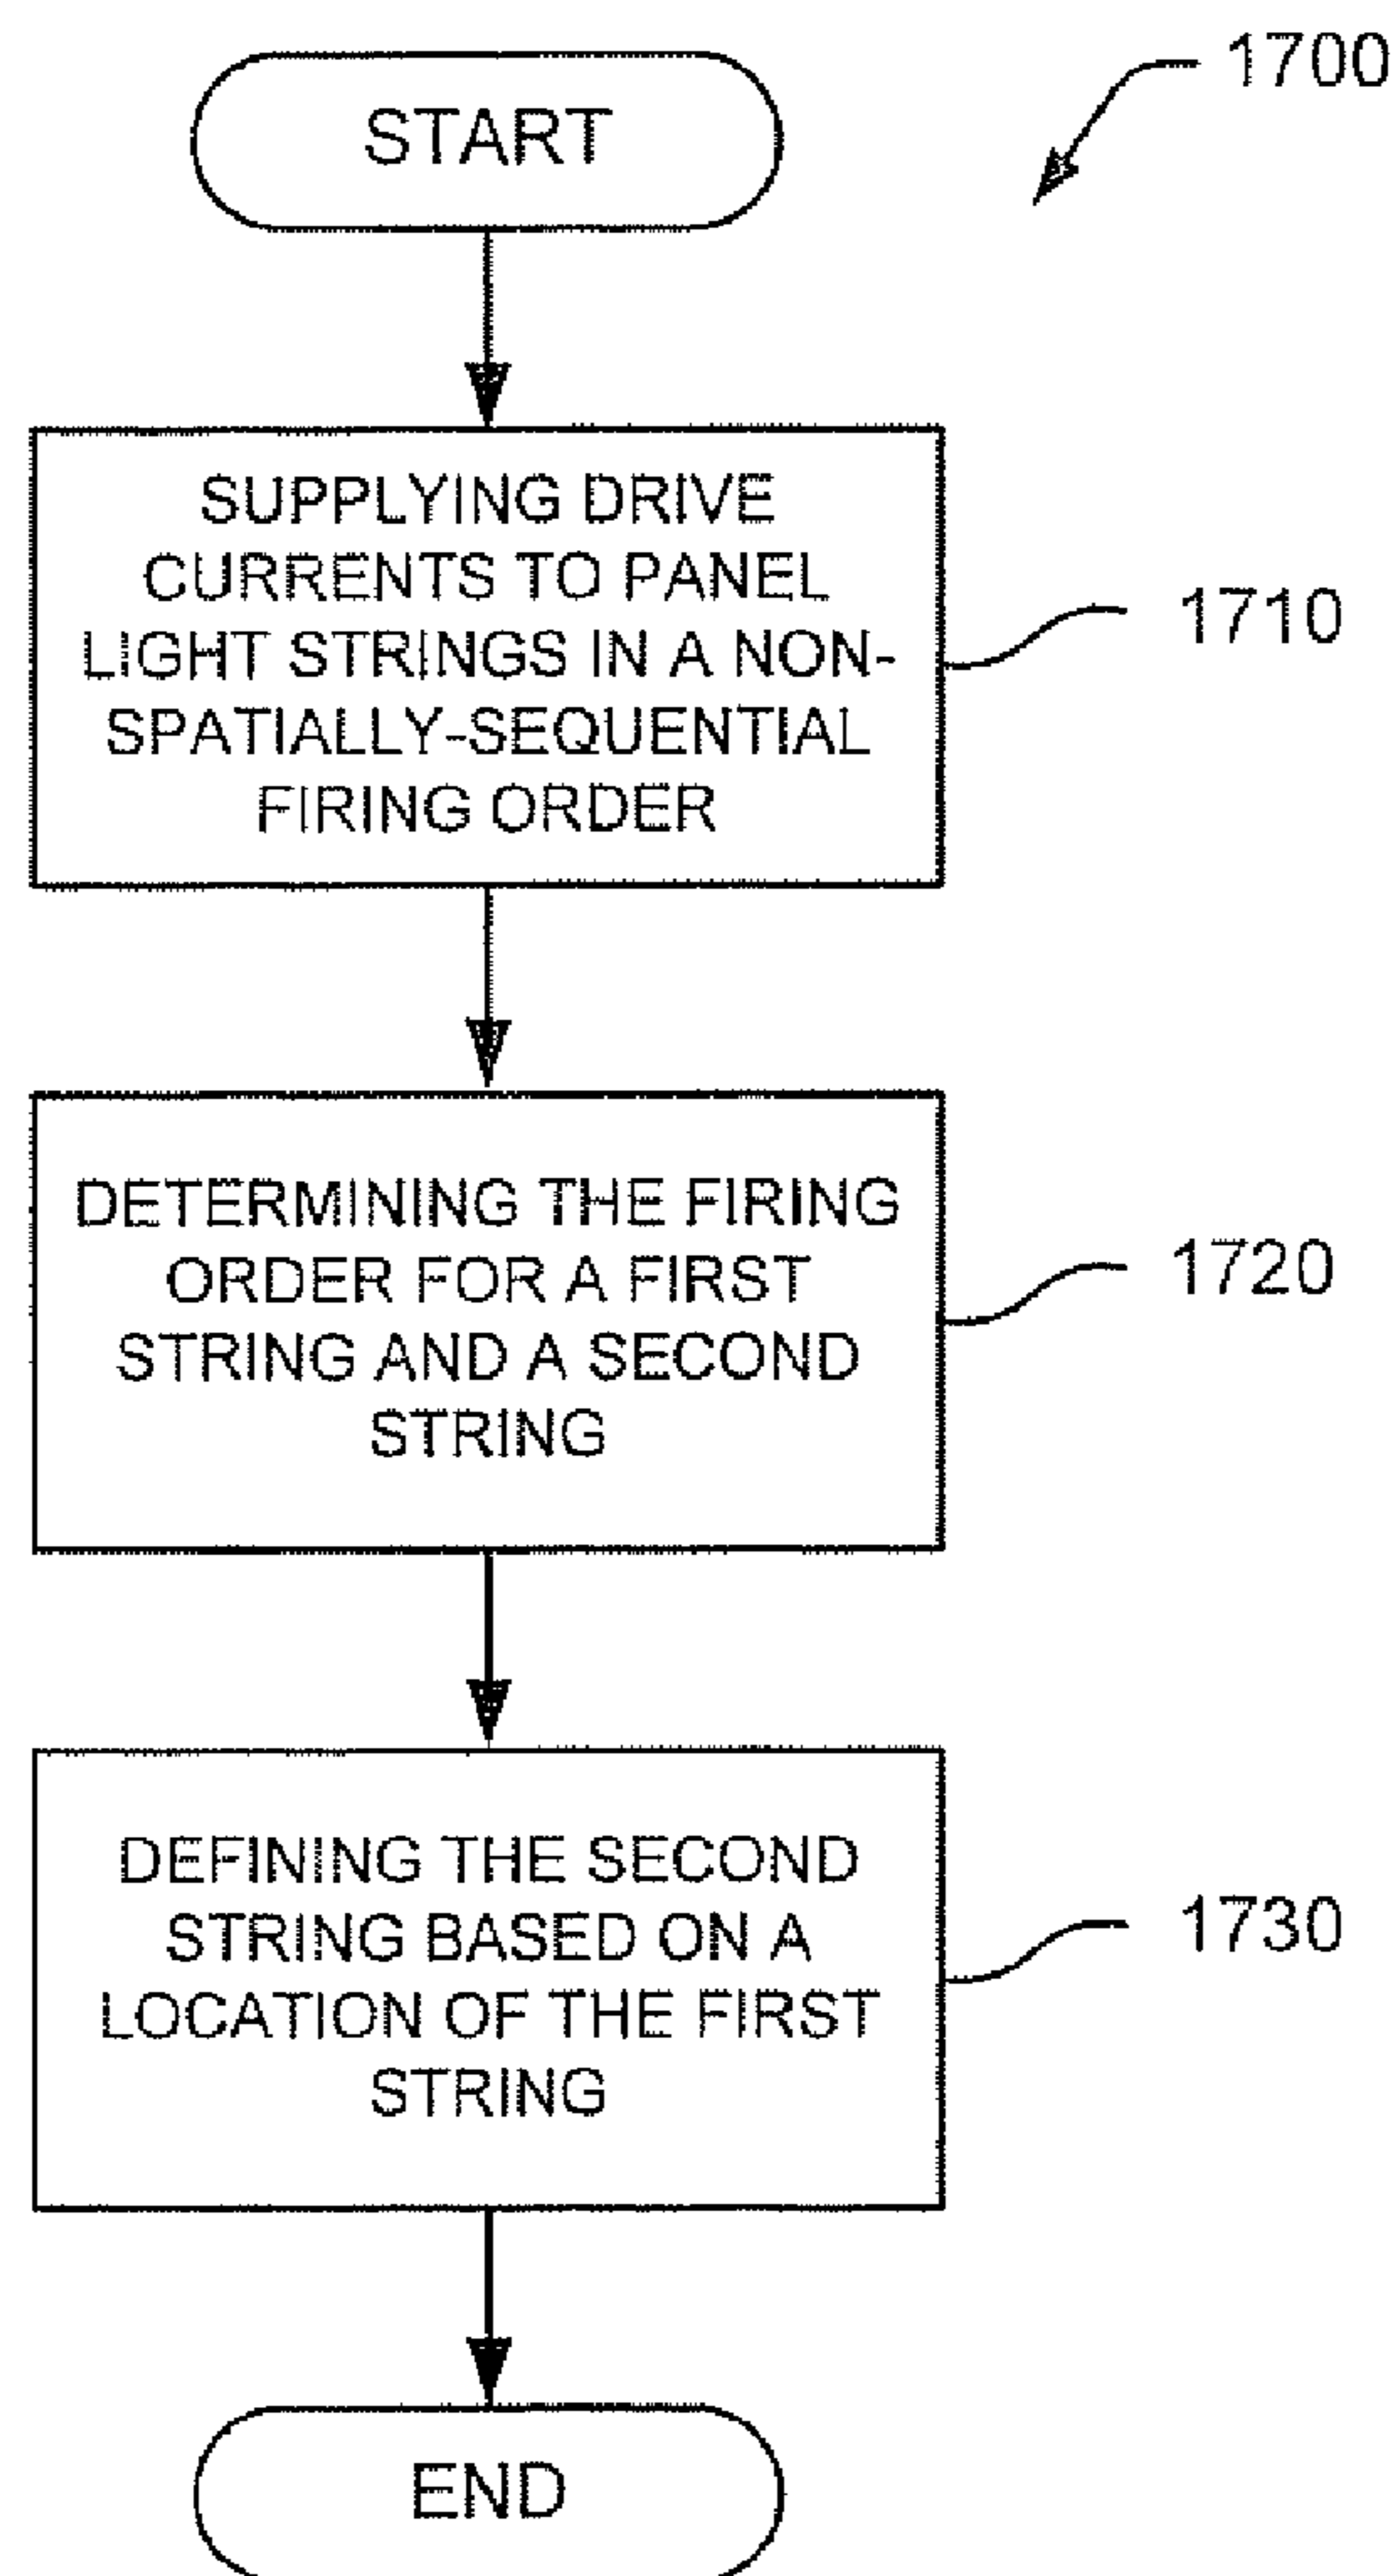 1700
START
SUPPLYING DRIVE
CURRENTS TO PANEL
LIGHT STRINGS IN A NON-
SPATIALLY-SEQUENTIAL
FIRING ORDER
1710
DETERMINING THE FIRING
ORDER FOR A FIRST
STRING AND A SECOND
STRING
1720
DEFINING THE SECOND
STRING BASED ON A
LOCATION OF THE FIRST
STRING
1730
END